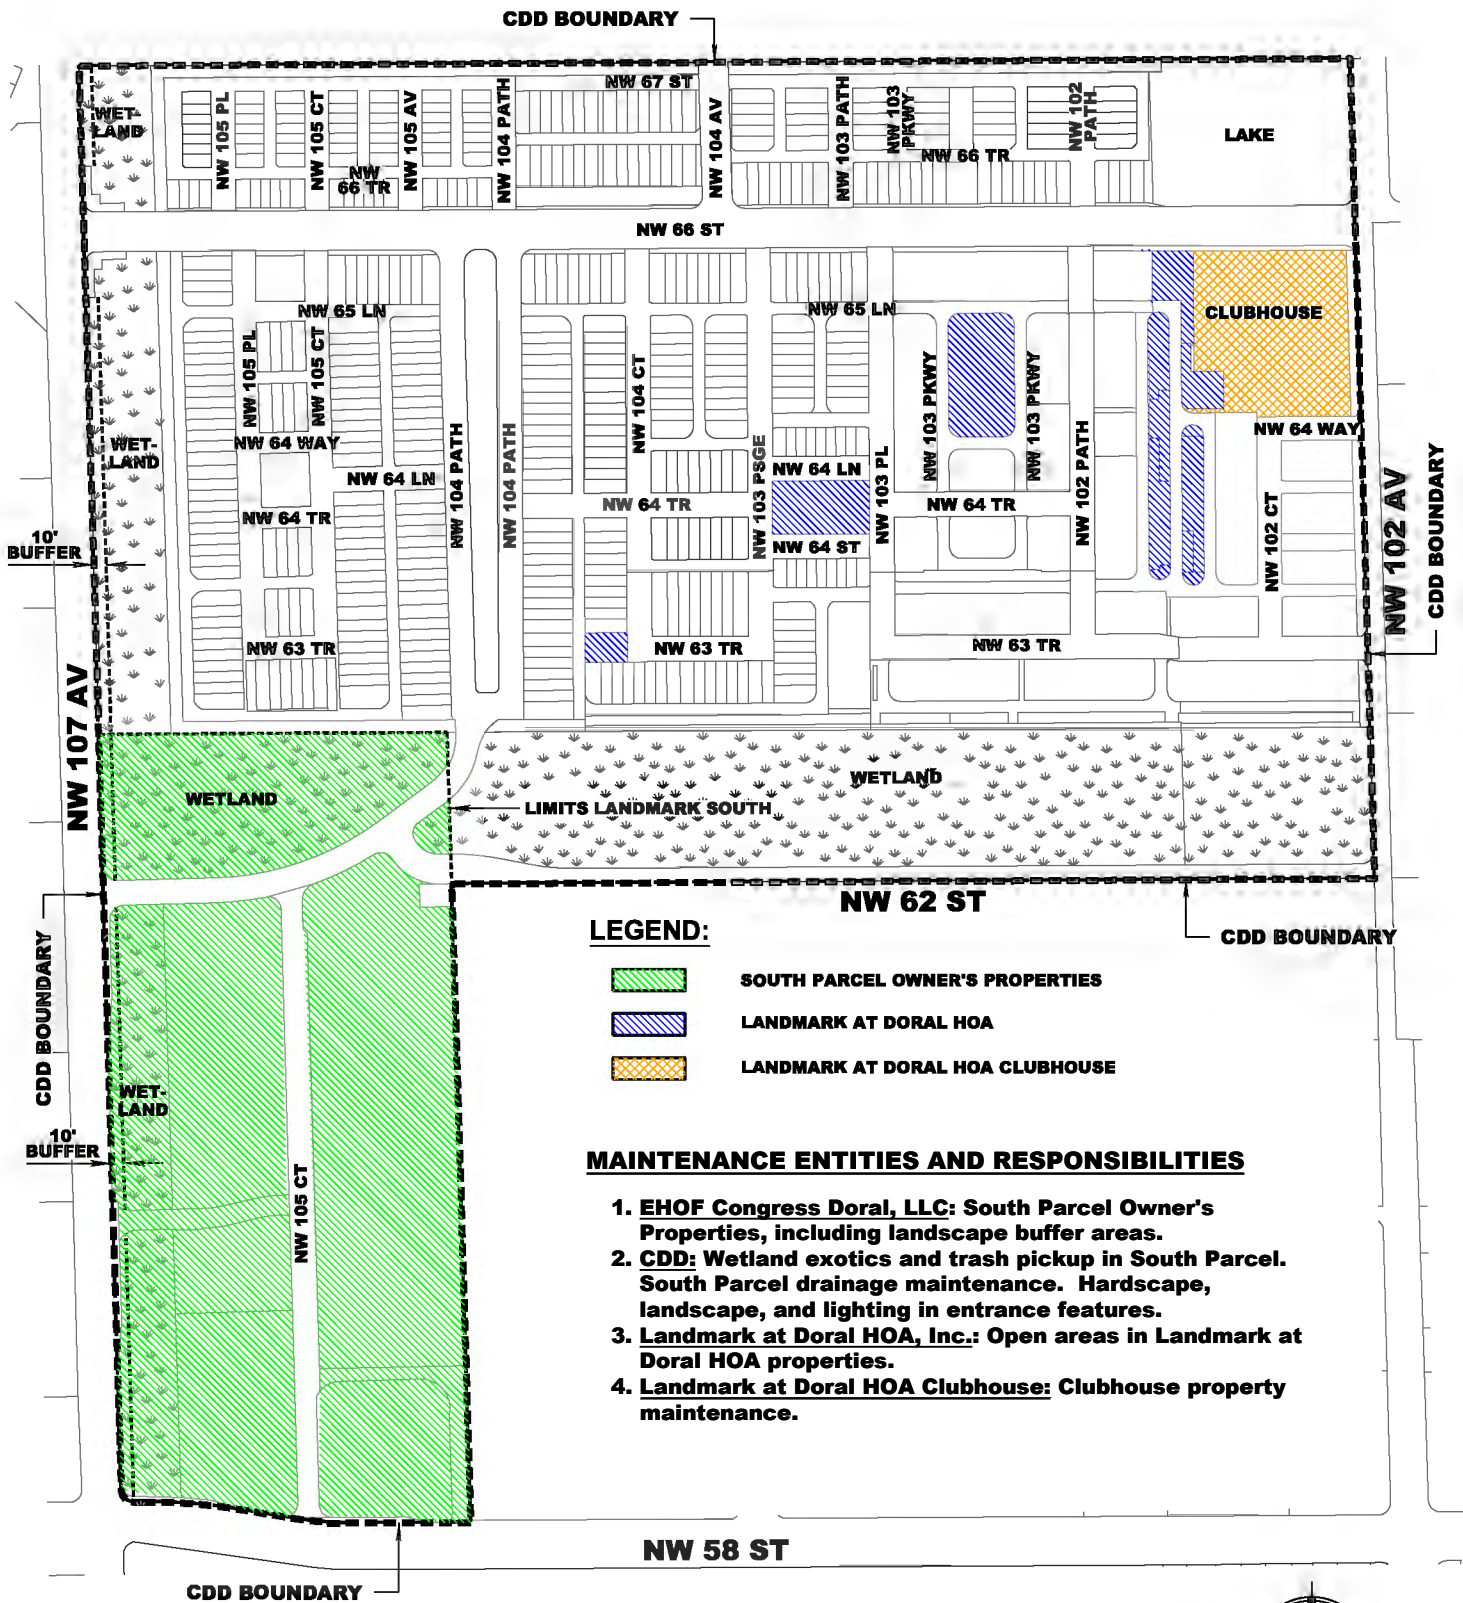 CDD BOUNDARY
NW 67 ST
WET-
LAND
NW 105 PL
NW 105 CT
NW 105 AV
NW 104 PATH
NW 104 AV
NW 103 PATH
NW 103
PKWY
NW 102
PATH
LAKE
NW
66 TR
NW 66 TR
NW 66 ST
NW 65 LN
NW 65 LN
CLUBHOUSE
NW 105 PL
NW 105 CT
NW 104 CT
NW 103 PKWY
NW 103 PKWY
NW 64 WAY
NW 64 WAY
WET-
LAND
NW 64 LN
NW 104 PATH
NW 104 PATH
NW 103 PSGE
NW 64 LN
NW 103 PL
NW 102 PATH
NW 102 CT
NW 102 AV
CDD BOUNDARY
NW 64 TR
NW 64 TR
NW 64 TR
NW 64 ST
10'
BUFFER
NW 63 TR
NW 63 TR
NW 63 TR
NW 107 AV
WETLAND
WETLAND
LIMITS LANDMARK SOUTH
NW 62 ST
CDD BOUNDARY
CDD BOUNDARY
LEGEND:
SOUTH PARCEL OWNER'S PROPERTIES
LANDMARK AT DORAL HOA
LANDMARK AT DORAL HOA CLUBHOUSE
WET-
LAND
10'
BUFFER
NW 105 CT
MAINTENANCE ENTITIES AND RESPONSIBILITIES
1. EHOF Congress Doral, LLC: South Parcel Owner's
Properties, including landscape buffer areas.
2. CDD: Wetland exotics and trash pickup in South Parcel.
South Parcel drainage maintenance. Hardscape,
landscape, and lighting in entrance features.
3. Landmark at Doral HOA, Inc.: Open areas in Landmark at
Doral HOA properties.
4. Landmark at Doral HOA Clubhouse: Clubhouse property
maintenance.
NW 58 ST
CDD BOUNDARY